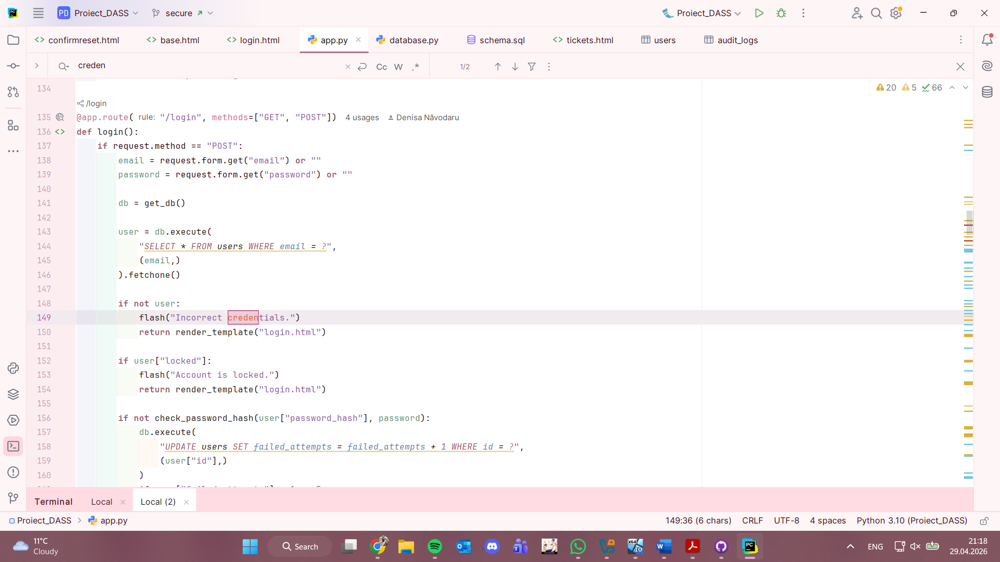 PD Proiect_DASS secure Proiect_DASS
confirmreset.html base.html login.html app.py database.py schema.sql tickets.html users audit_logs
creden Cc W .* 1/2
134 20 5 66
/login
135 @app.route( rule: "/login", methods=["GET", "POST"]) 4 usages Denisa Năvodaru
136 def login():
137 if request.method == "POST":
138 email = request.form.get("email") or ""
139 password = request.form.get("password") or ""
140
141 db = get_db()
142
143 user = db.execute(
144 "SELECT * FROM users WHERE email = ?",
145 (email,)
146 ).fetchone()
147
148 if not user:
149 flash("Incorrect credentials.")
150 return render_template("login.html")
151
152 if user["locked"]:
153 flash("Account is locked.")
154 return render_template("login.html")
155
156 if not check_password_hash(user["password_hash"], password):
157 db.execute(
158 "UPDATE users SET failed_attempts = failed_attempts + 1 WHERE id = ?",
159 (user["id"],)
160 )
Terminal Local Local (2)
Proiect_DASS app.py 149:36 (6 chars) CRLF UTF-8 4 spaces Python 3.10 (Proiect_DASS)
11°C
Cloudy
Search
ENG
21:18
29.04.2026